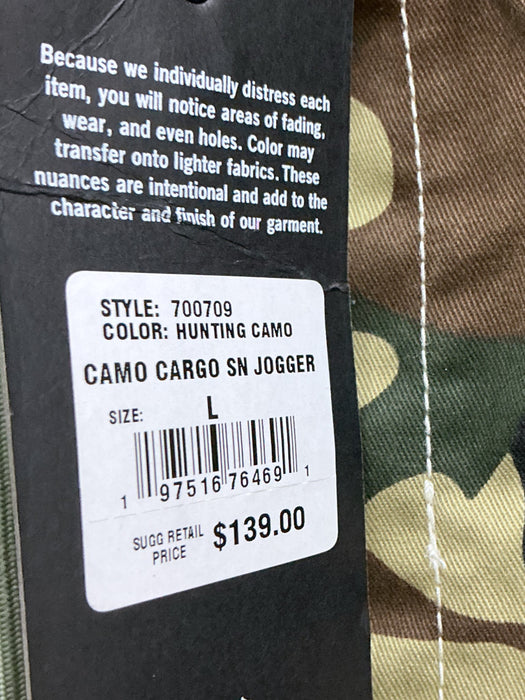 Because we individually distress each
item, you will notice areas of fading,
wear, and even holes. Color may
transfer onto lighter fabrics. These
nuances are intentional and add to the
character and finish of our garment.
STYLE: 700709
COLOR: HUNTING CAMO
CAMO CARGO SN JOGGER
SIZE: L
1 97516 76469 1
SUGG RETAIL
PRICE $139.00